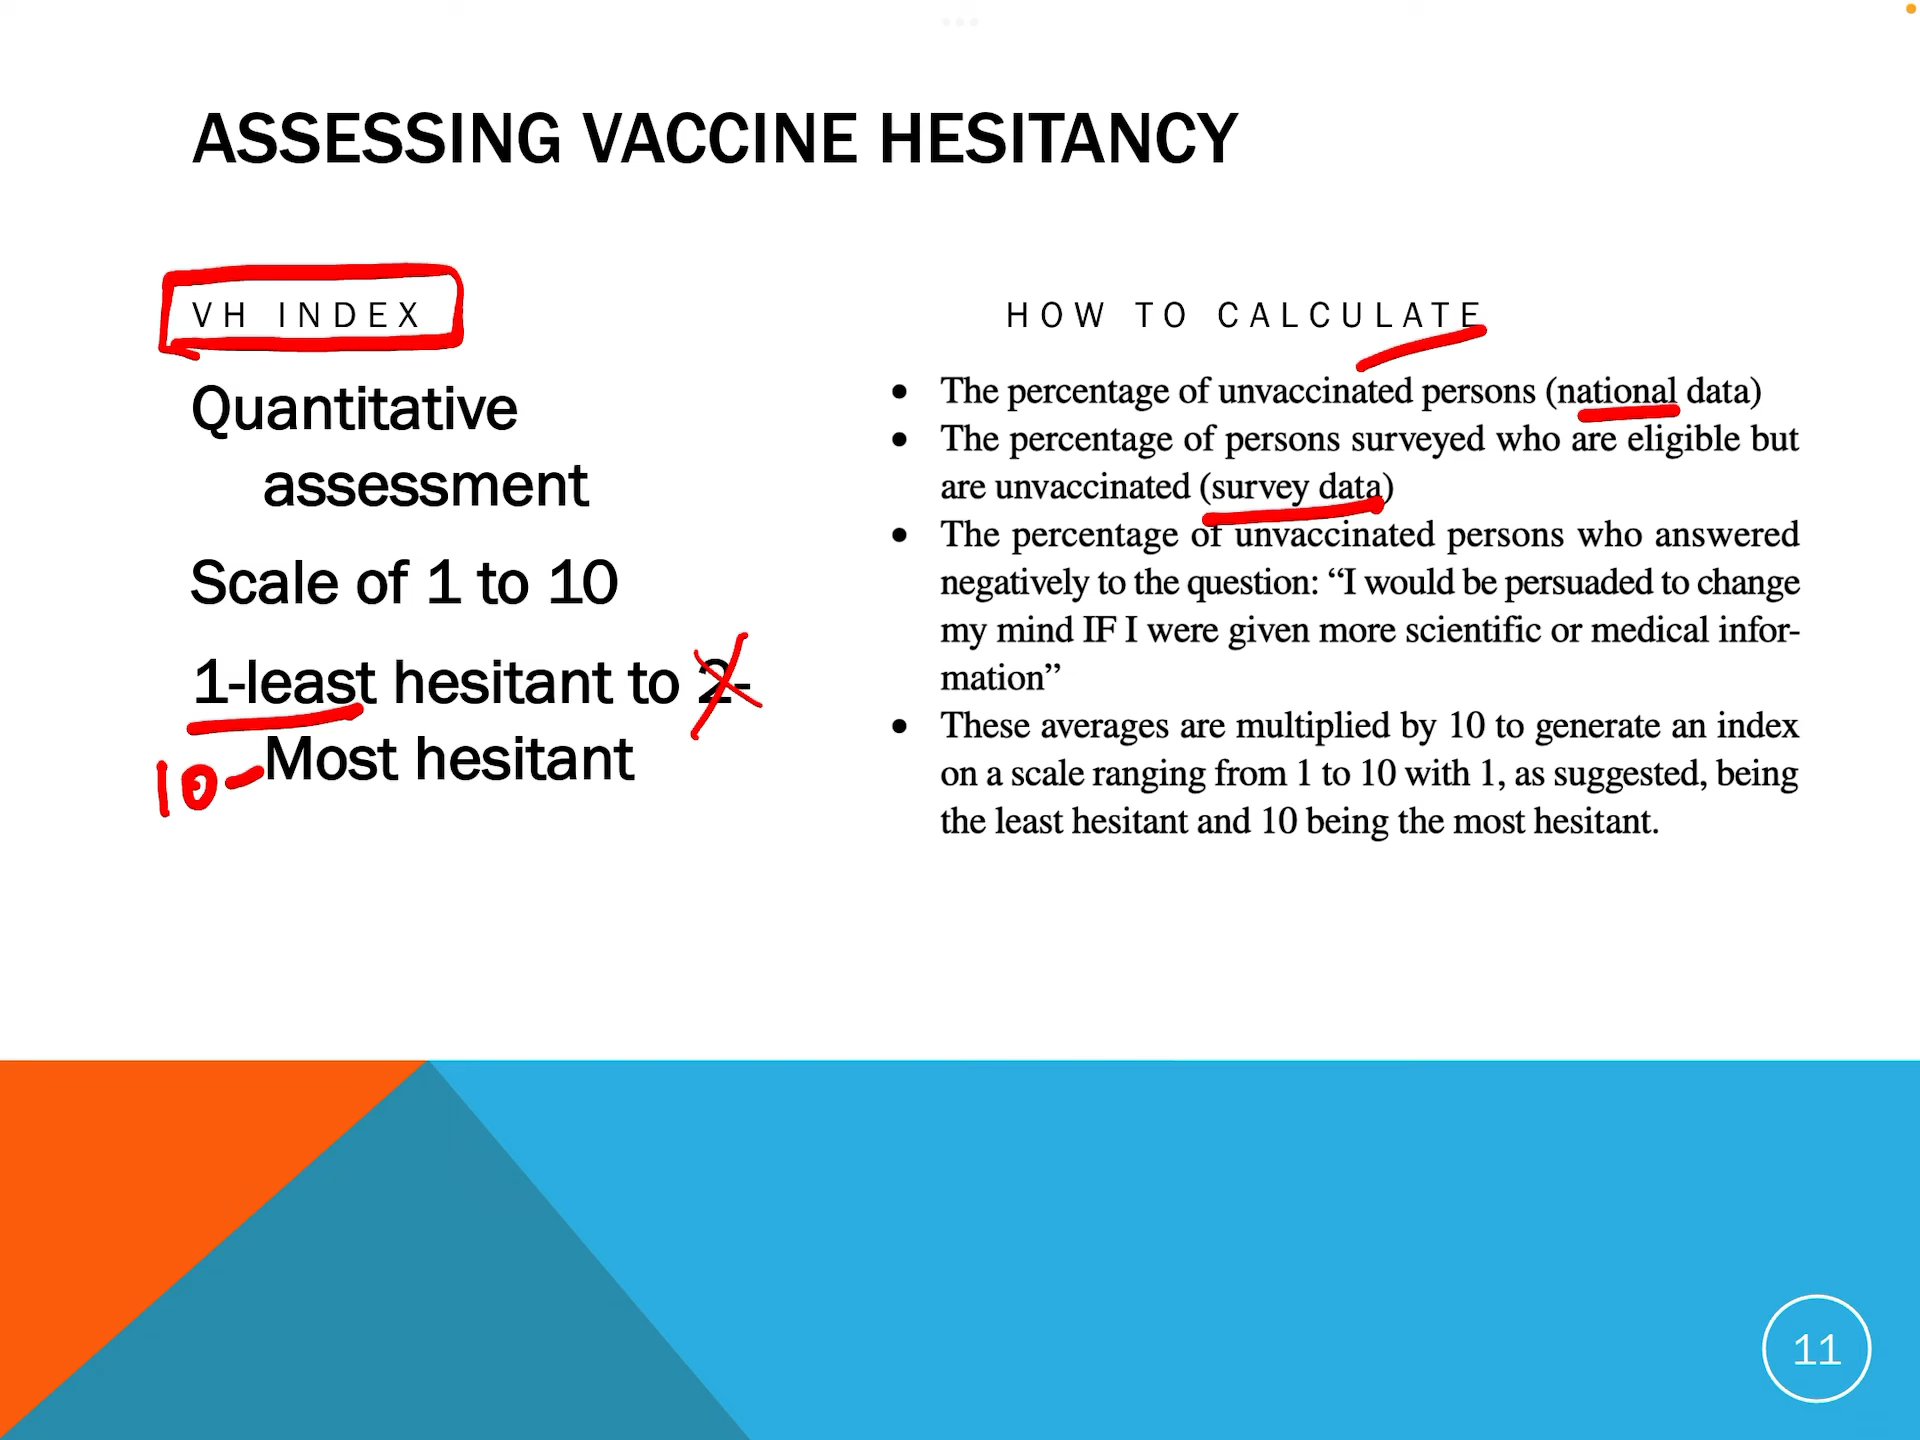 ASSESSING VACCINE HESITANCY
VH INDEX
Quantitative
assessment
Scale of 1 to 10
1-least hesitant to 2-
10-Most hesitant
HOW TO CALCULATE
• The percentage of unvaccinated persons (national data)
• The percentage of persons surveyed who are eligible but
are unvaccinated (survey data)
• The percentage of unvaccinated persons who answered
negatively to the question: “I would be persuaded to change
my mind IF I were given more scientific or medical infor-
mation”
• These averages are multiplied by 10 to generate an index
on a scale ranging from 1 to 10 with 1, as suggested, being
the least hesitant and 10 being the most hesitant.
11